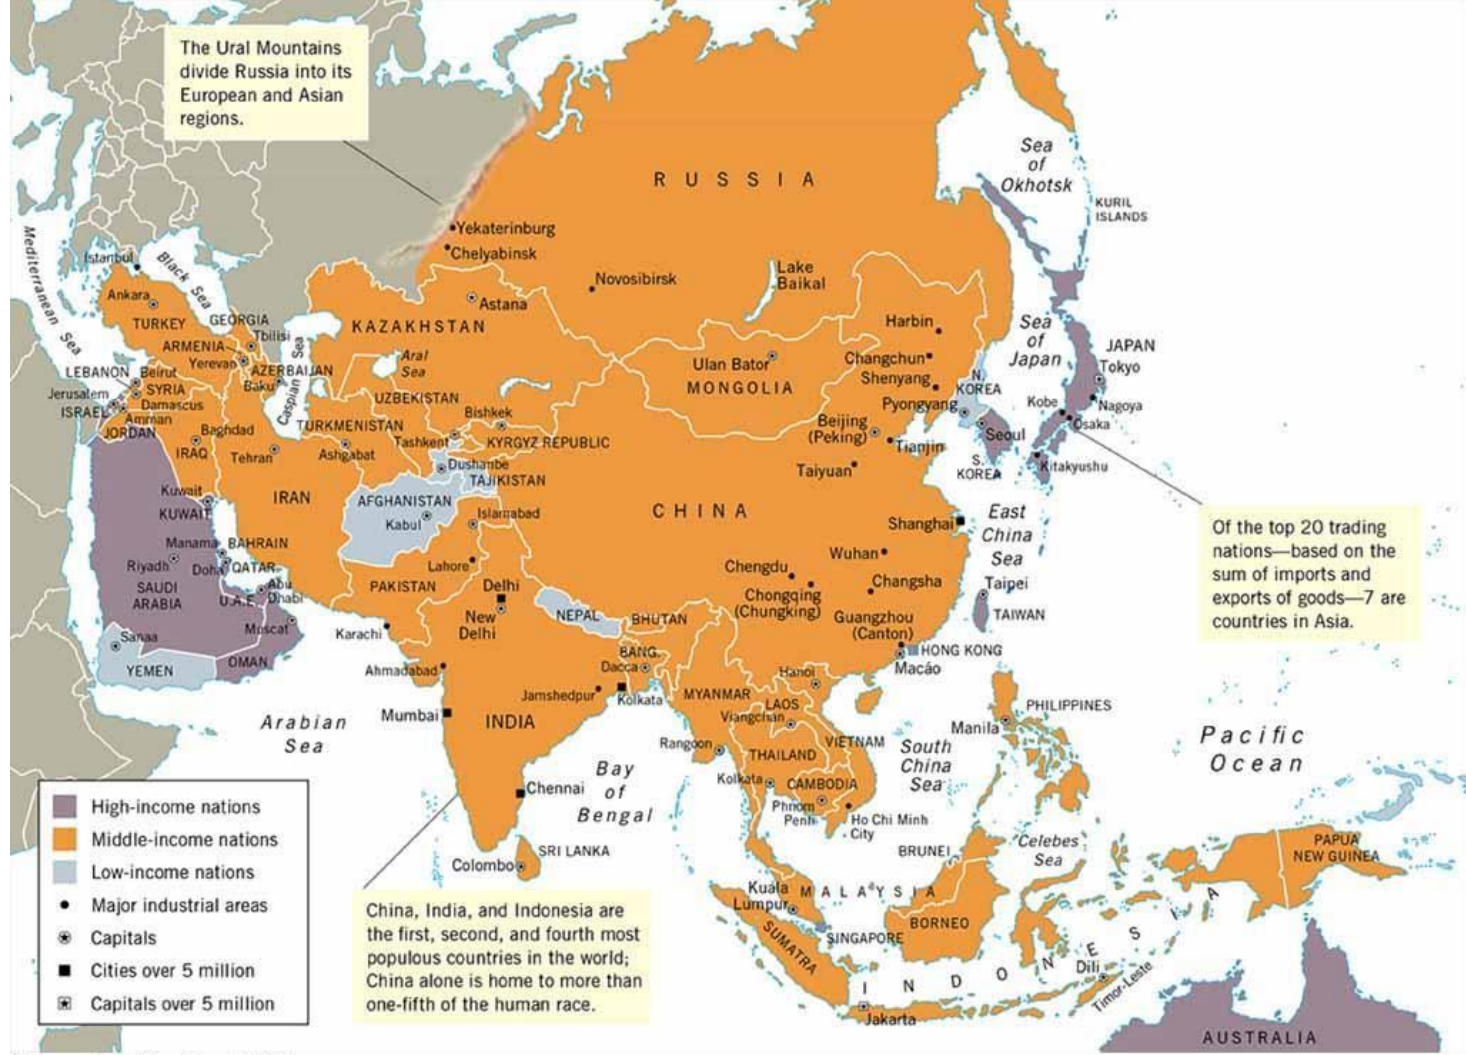 The Ural Mountains
divide Russia into its
European and Asian
regions.
RUSSIA
Sea
of
Okhotsk
KURIL
ISLANDS
Yekaterinburg
Chelyabinsk
Novosibirsk
Lake
Baikal
Mediterranean Sea
Istanbul
Black Sea
Ankara
TURKEY
GEORGIA
Tbilisi
ARMENIA
Yerevan
AZERBAIJAN
Baku
Caspian Sea
Astana
KAZAKHSTAN
Aral
Sea
Ulan Bator
MONGOLIA
Harbin
Changchun
Shenyang
Sea
of
Japan
JAPAN
Tokyo
N.
KOREA
Pyongyang
Kobe
Nagoya
Osaka
Kitakyushu
Seoul
S.
KOREA
LEBANON
Beirut
SYRIA
Jerusalem
ISRAEL
Damascus
Amman
JORDAN
Baghdad
IRAQ
Tehran
UZBEKISTAN
TURKMENISTAN
Ashgabat
Bishkek
Tashkent
KYRGYZ REPUBLIC
Dushanbe
TAJIKISTAN
Beijing
(Peking)
Tianjin
Taiyuan
Kuwait
KUWAIT
IRAN
AFGHANISTAN
Kabul
Islamabad
CHINA
Shanghai
East
China
Sea
Of the top 20 trading
nations—based on the
sum of imports and
exports of goods—7 are
countries in Asia.
Manama
BAHRAIN
Riyadh
Doha
QATAR
SAUDI
ARABIA
U.A.E.
Abu
Dhabi
Muscat
OMAN
Sanaa
YEMEN
Lahore
PAKISTAN
Delhi
New
Delhi
Karachi
NEPAL
BHUTAN
Wuhan
Chengdu
Chongqing
(Chungking)
Changsha
Guangzhou
(Canton)
Taipei
TAIWAN
HONG KONG
Macáo
Ahmadabad
BANG.
Dacca
Jamshedpur
Kolkata
Mumbai
INDIA
Arabian
Sea
MYANMAR
Hanoi
LAOS
Viangchan
Rangoon
THAILAND
VIETNAM
Kolkata
CAMBODIA
Phnom
Penh
Ho Chi Minh
City
South
China
Sea
Manila
PHILIPPINES
Pacific
Ocean
Bay
of
Bengal
Chennai
Colombo
SRI LANKA
BRUNEI
Celebes
Sea
PAPUA
NEW GUINEA
Kuala
Lumpur
MALAYSIA
SINGAPORE
BORNEO
SUMATRA
INDONESIA
Dili
Timor-Leste
Jakarta
AUSTRALIA
High-income nations
Middle-income nations
Low-income nations
Major industrial areas
Capitals
Cities over 5 million
Capitals over 5 million
China, India, and Indonesia are
the first, second, and fourth most
populous countries in the world;
China alone is home to more than
one-fifth of the human race.